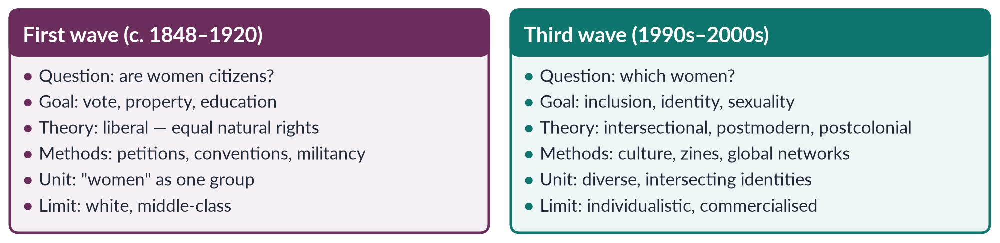 First wave (c. 1848–1920)
• Question: are women citizens?
• Goal: vote, property, education
• Theory: liberal — equal natural rights
• Methods: petitions, conventions, militancy
• Unit: "women" as one group
• Limit: white, middle-class
Third wave (1990s–2000s)
• Question: which women?
• Goal: inclusion, identity, sexuality
• Theory: intersectional, postmodern, postcolonial
• Methods: culture, zines, global networks
• Unit: diverse, intersecting identities
• Limit: individualistic, commercialised